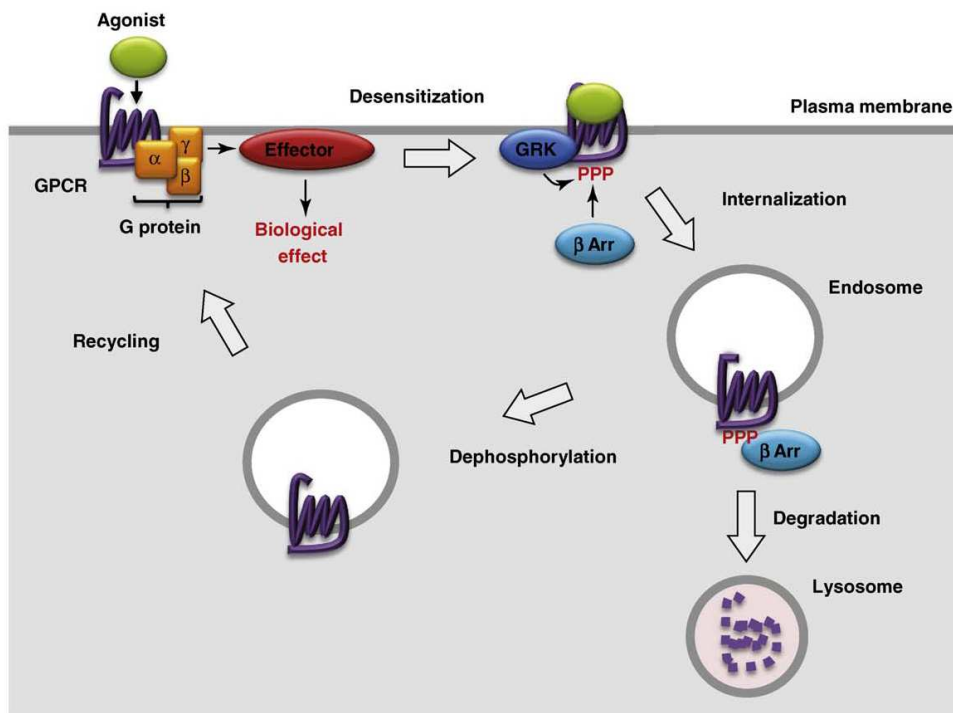 Agonist
Desensitization
Plasma membrane
GPCR
α
γ
β
Effector
GRK
PPP
G protein
Biological
effect
β Arr
Internalization
Endosome
Recycling
PPP
β Arr
Dephosphorylation
Degradation
Lysosome